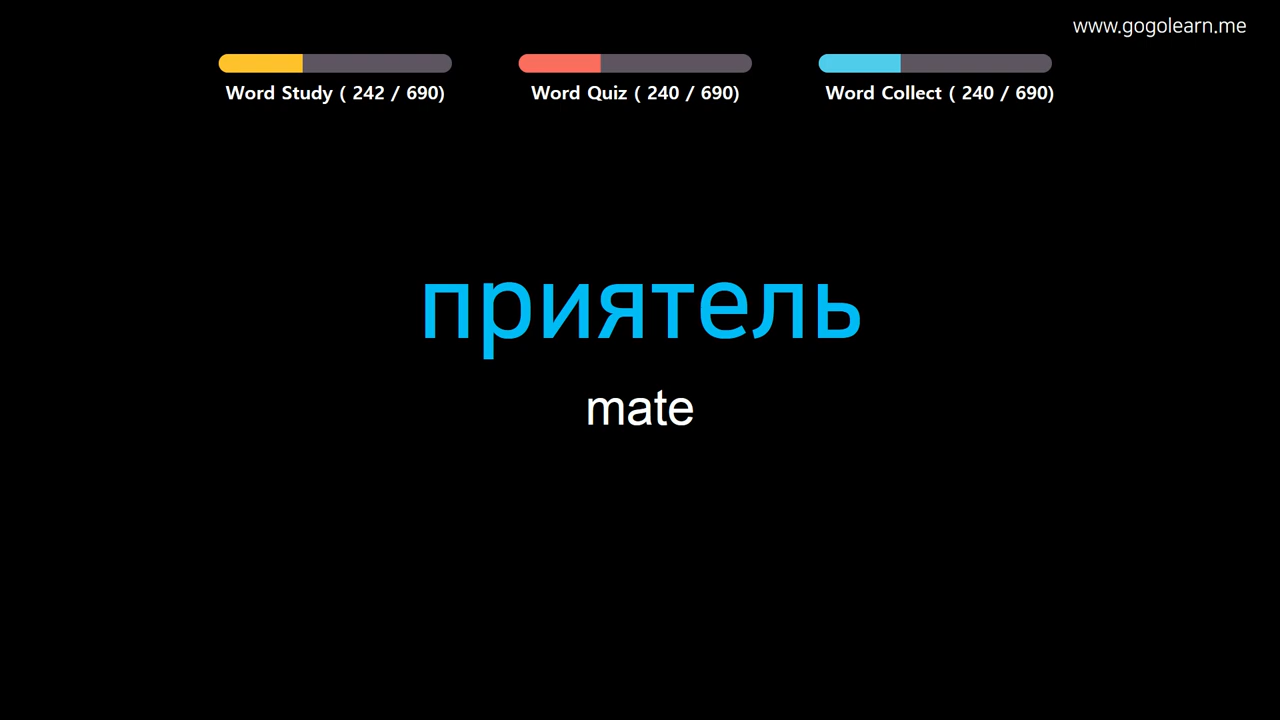 www.gogolearn.me
Word Study ( 242 / 690)
Word Quiz ( 240 / 690)
Word Collect ( 240 / 690)
приятель
mate